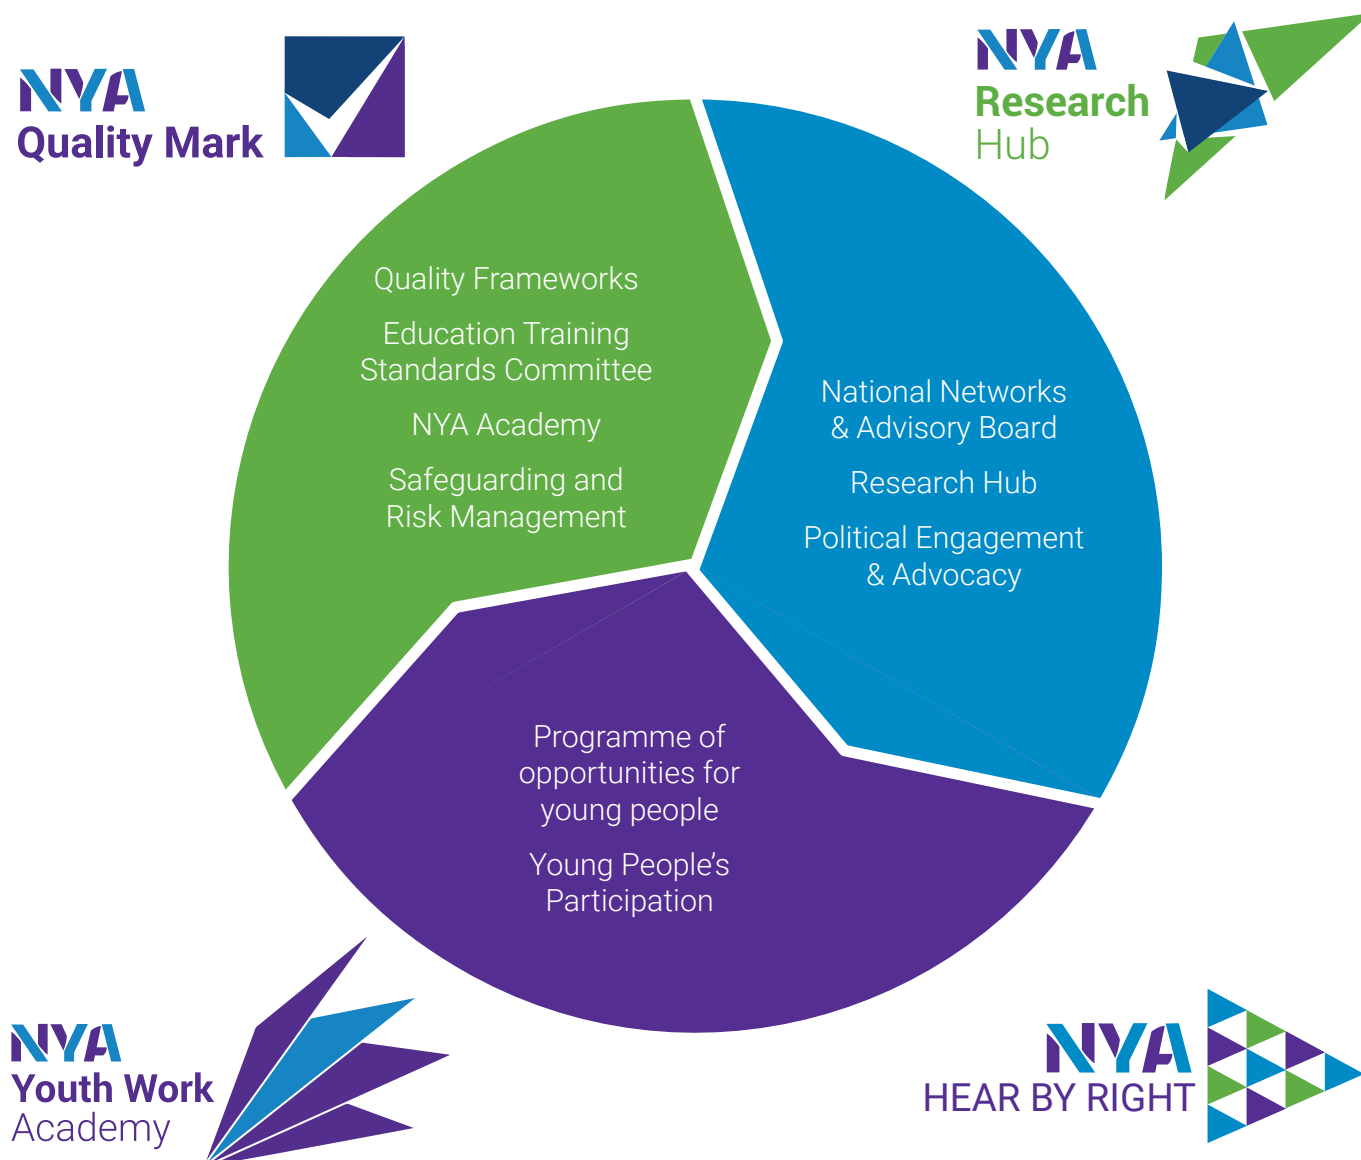 NYA
Quality Mark
NYA
Research
Hub
Quality Frameworks
Education Training
Standards Committee
NYA Academy
Safeguarding and
Risk Management
National Networks
& Advisory Board
Research Hub
Political Engagement
& Advocacy
Programme of
opportunities for
young people
Young People’s
Participation
NYA
Youth Work
Academy
NYA
HEAR BY RIGHT